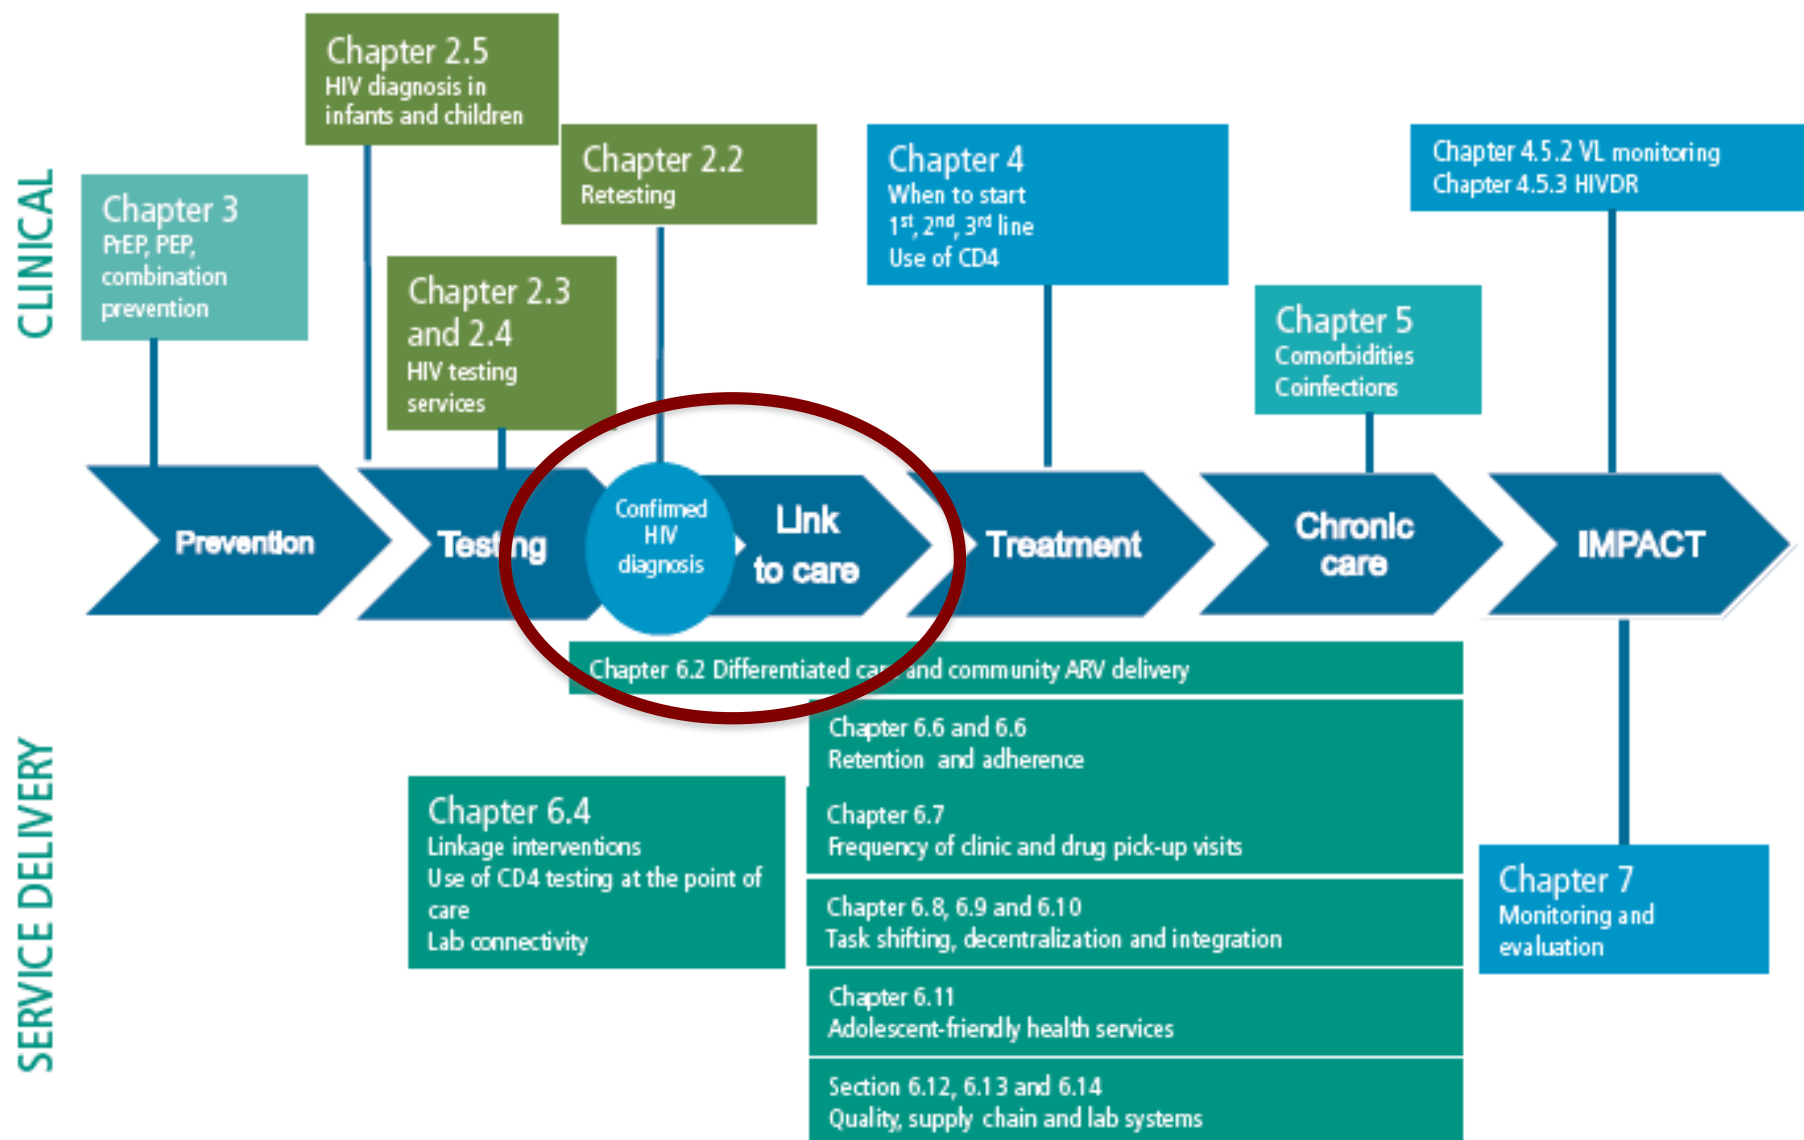 CLINICAL
Chapter 2.5
HIV diagnosis in
infants and children
Chapter 2.2
Retesting
Chapter 3
PrEP, PEP,
combination
prevention
Chapter 2.3
and 2.4
HIV testing
services
Chapter 4
When to start
1st, 2nd, 3rd line
Use of CD4
Chapter 4.5.2 VL monitoring
Chapter 4.5.3 HIVDR
Chapter 5
Comorbidities
Coinfections
Prevention
Testing
Confirmed
HIV
diagnosis
Link
to care
Treatment
Chronic
care
IMPACT
SERVICE DELIVERY
Chapter 6.2 Differentiated care and community ARV delivery
Chapter 6.6 and 6.6
Retention and adherence
Chapter 6.4
Linkage interventions
Use of CD4 testing at the point of
care
Lab connectivity
Chapter 6.7
Frequency of clinic and drug pick-up visits
Chapter 6.8, 6.9 and 6.10
Task shifting, decentralization and integration
Chapter 6.11
Adolescent-friendly health services
Section 6.12, 6.13 and 6.14
Quality, supply chain and lab systems
Chapter 7
Monitoring and
evaluation